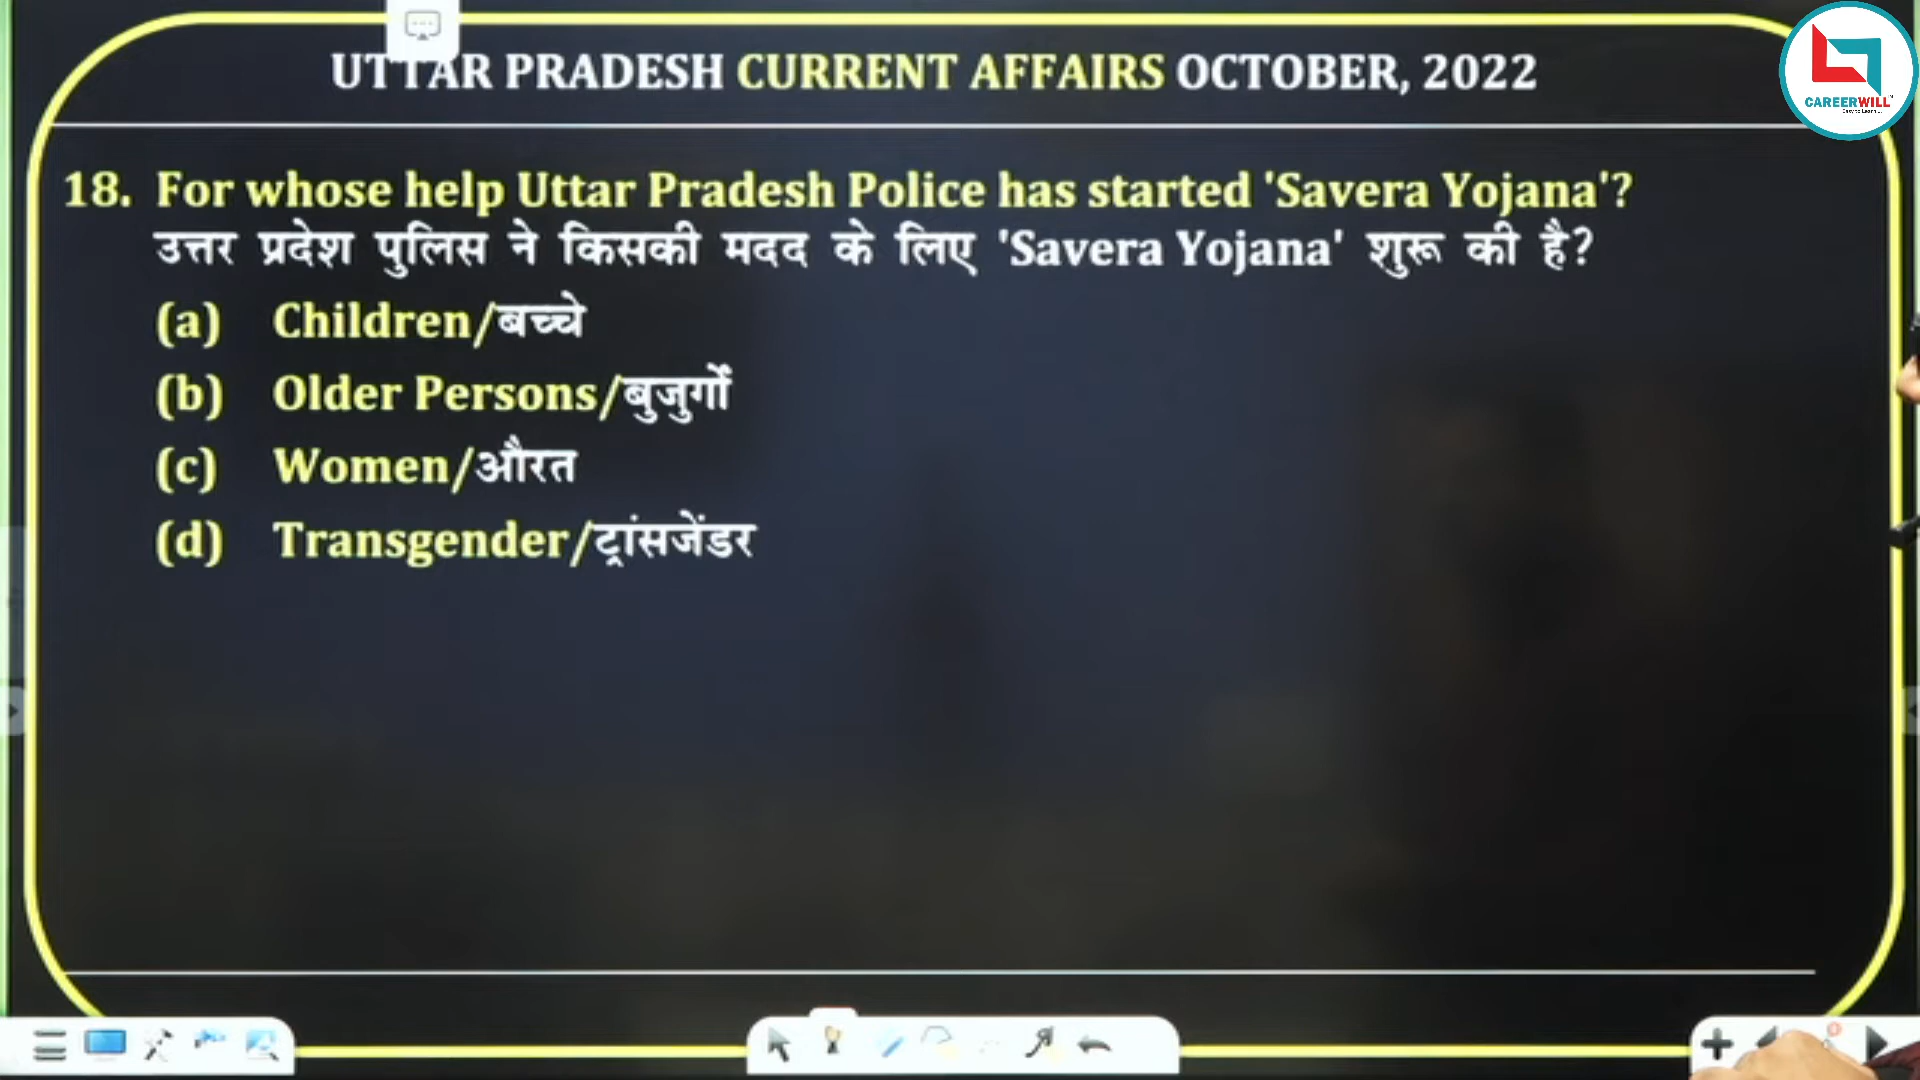 UTTAR PRADESH CURRENT AFFAIRS OCTOBER, 2022
CAREERWILL
18. For whose help Uttar Pradesh Police has started 'Savera Yojana'?
उत्तर प्रदेश पुलिस ने किसकी मदद के लिए 'Savera Yojana' शुरू की है?
(a) Children/बच्चे
(b) Older Persons/बुजुर्गों
(c) Women/औरत
(d) Transgender/ट्रांसजेंडर